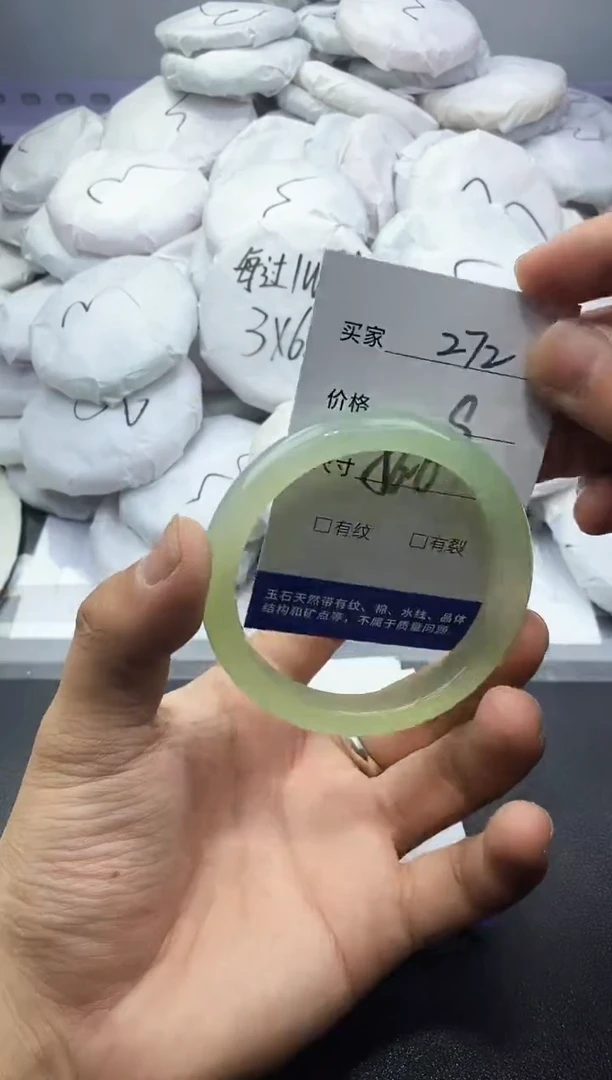 每过1W
3X6
买家 272
价格
寸
□有纹 □有裂
玉石天然带有纹、棉、水线、晶体
结构和矿点等，不属于质量问题